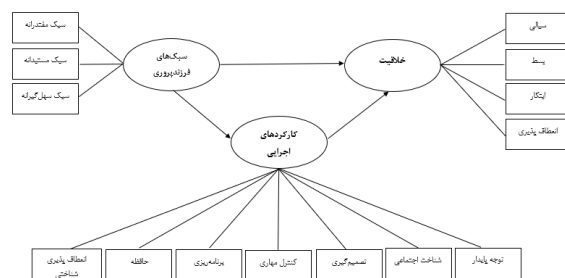 سبک مقتدرانه
سبک مستبدانه
سبک سهل‌گیرانه
سبک‌های
فرزندپروری
خلاقیت
سیالی
بسط
ابتکار
انعطاف پذیری
کارکردهای
اجرایی
توجه پایدار
شناخت اجتماعی
تصمیم‌گیری
کنترل مهاری
برنامه‌ریزی
حافظه
انعطاف پذیری
شناختی